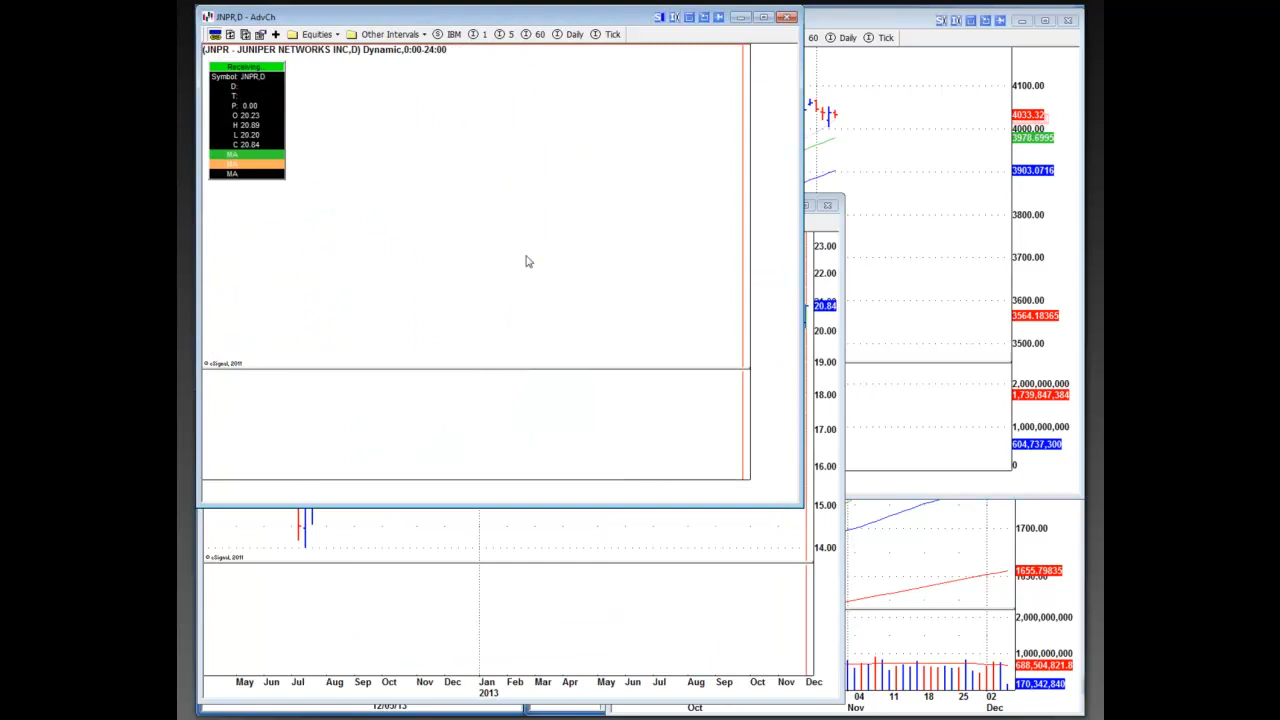 JNPR,D - AdvCh
Equities Other Intervals S IBM I 1 I 5 I 60 I Daily I Tick
60 I Daily I Tick
(JNPR - JUNIPER NETWORKS INC,D) Dynamic,0:00-24:00
Receiving...
Symbol: JNPR,D
D:
T:
P: 0.00
O 20.23
H 20.89
L 20.20
C 20.84
MA
MA
MA
© eSignal, 2011
4100.00
4033.32
4000.00
3978.6995
3903.0716
3800.00
3700.00
3600.00
3564.18365
3500.00
2,000,000,000
1,739,847,384
1,000,000,000
604,737,300
0
23.00
22.00
20.84
20.00
19.00
18.00
17.00
16.00
15.00
14.00
© eSignal, 2011
May Jun Jul Aug Sep Oct Nov Dec Jan Feb Mar Apr May Jun Jul Aug Sep Oct Nov Dec
2013
1700.00
1655.79835
1650.00
2,000,000,000
1,000,000,000
688,504,821.8
170,342,840
04 11 18 25 02
Nov Dec
12/05/13
Oct